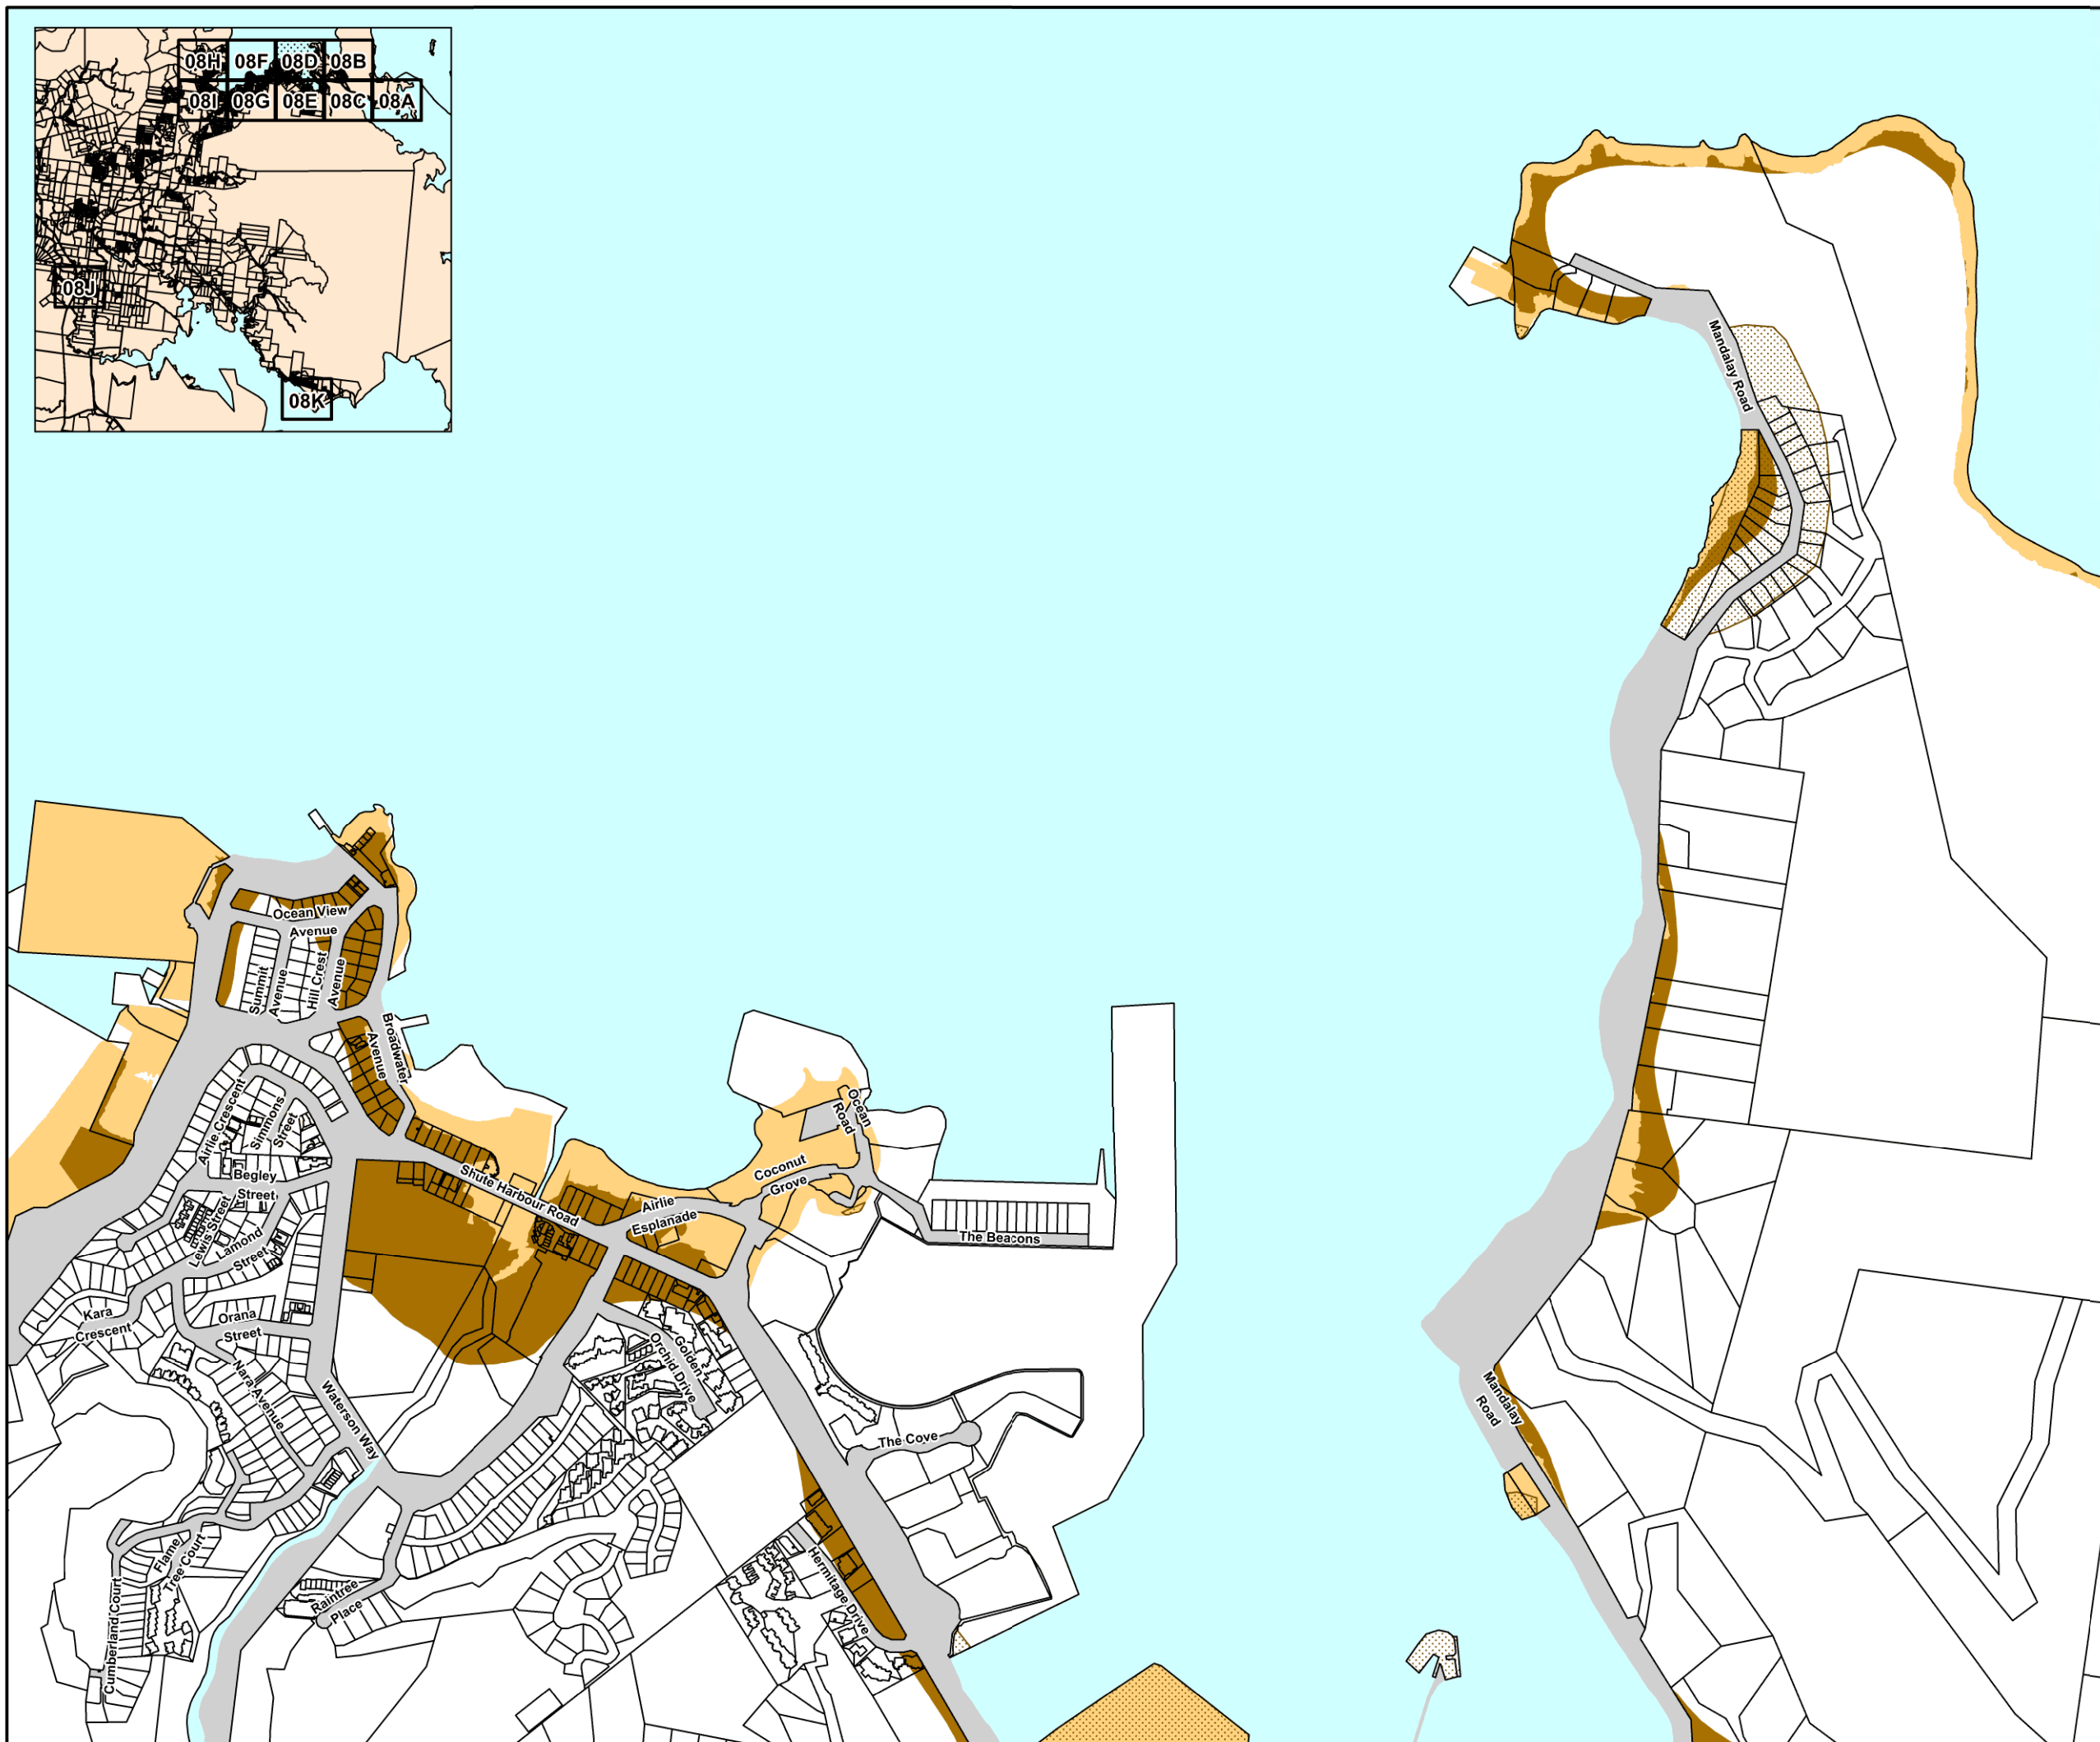 08H 08F 08D 08B
08I 08G 08E 08C 08A
08J
08K
Mandalay Road
Ocean View
Avenue
Summit
Avenue
Hill Crest
Avenue
Broadwater
Avenue
Airlie Crescent
Simmons
Street
Begley
Street
Lewis Street
Lamond
Street
Kara
Crescent
Orana
Street
Nara Avenue
Waterson Way
Shute Harbour Road
Airlie
Esplanade
Coconut
Grove
Ocean
Road
The Beacons
Golden
Orchid Drive
The Cove
Mandalay
Road
Hermitage Drive
Flame
Tree Court
Cumberland Court
Raintree
Place